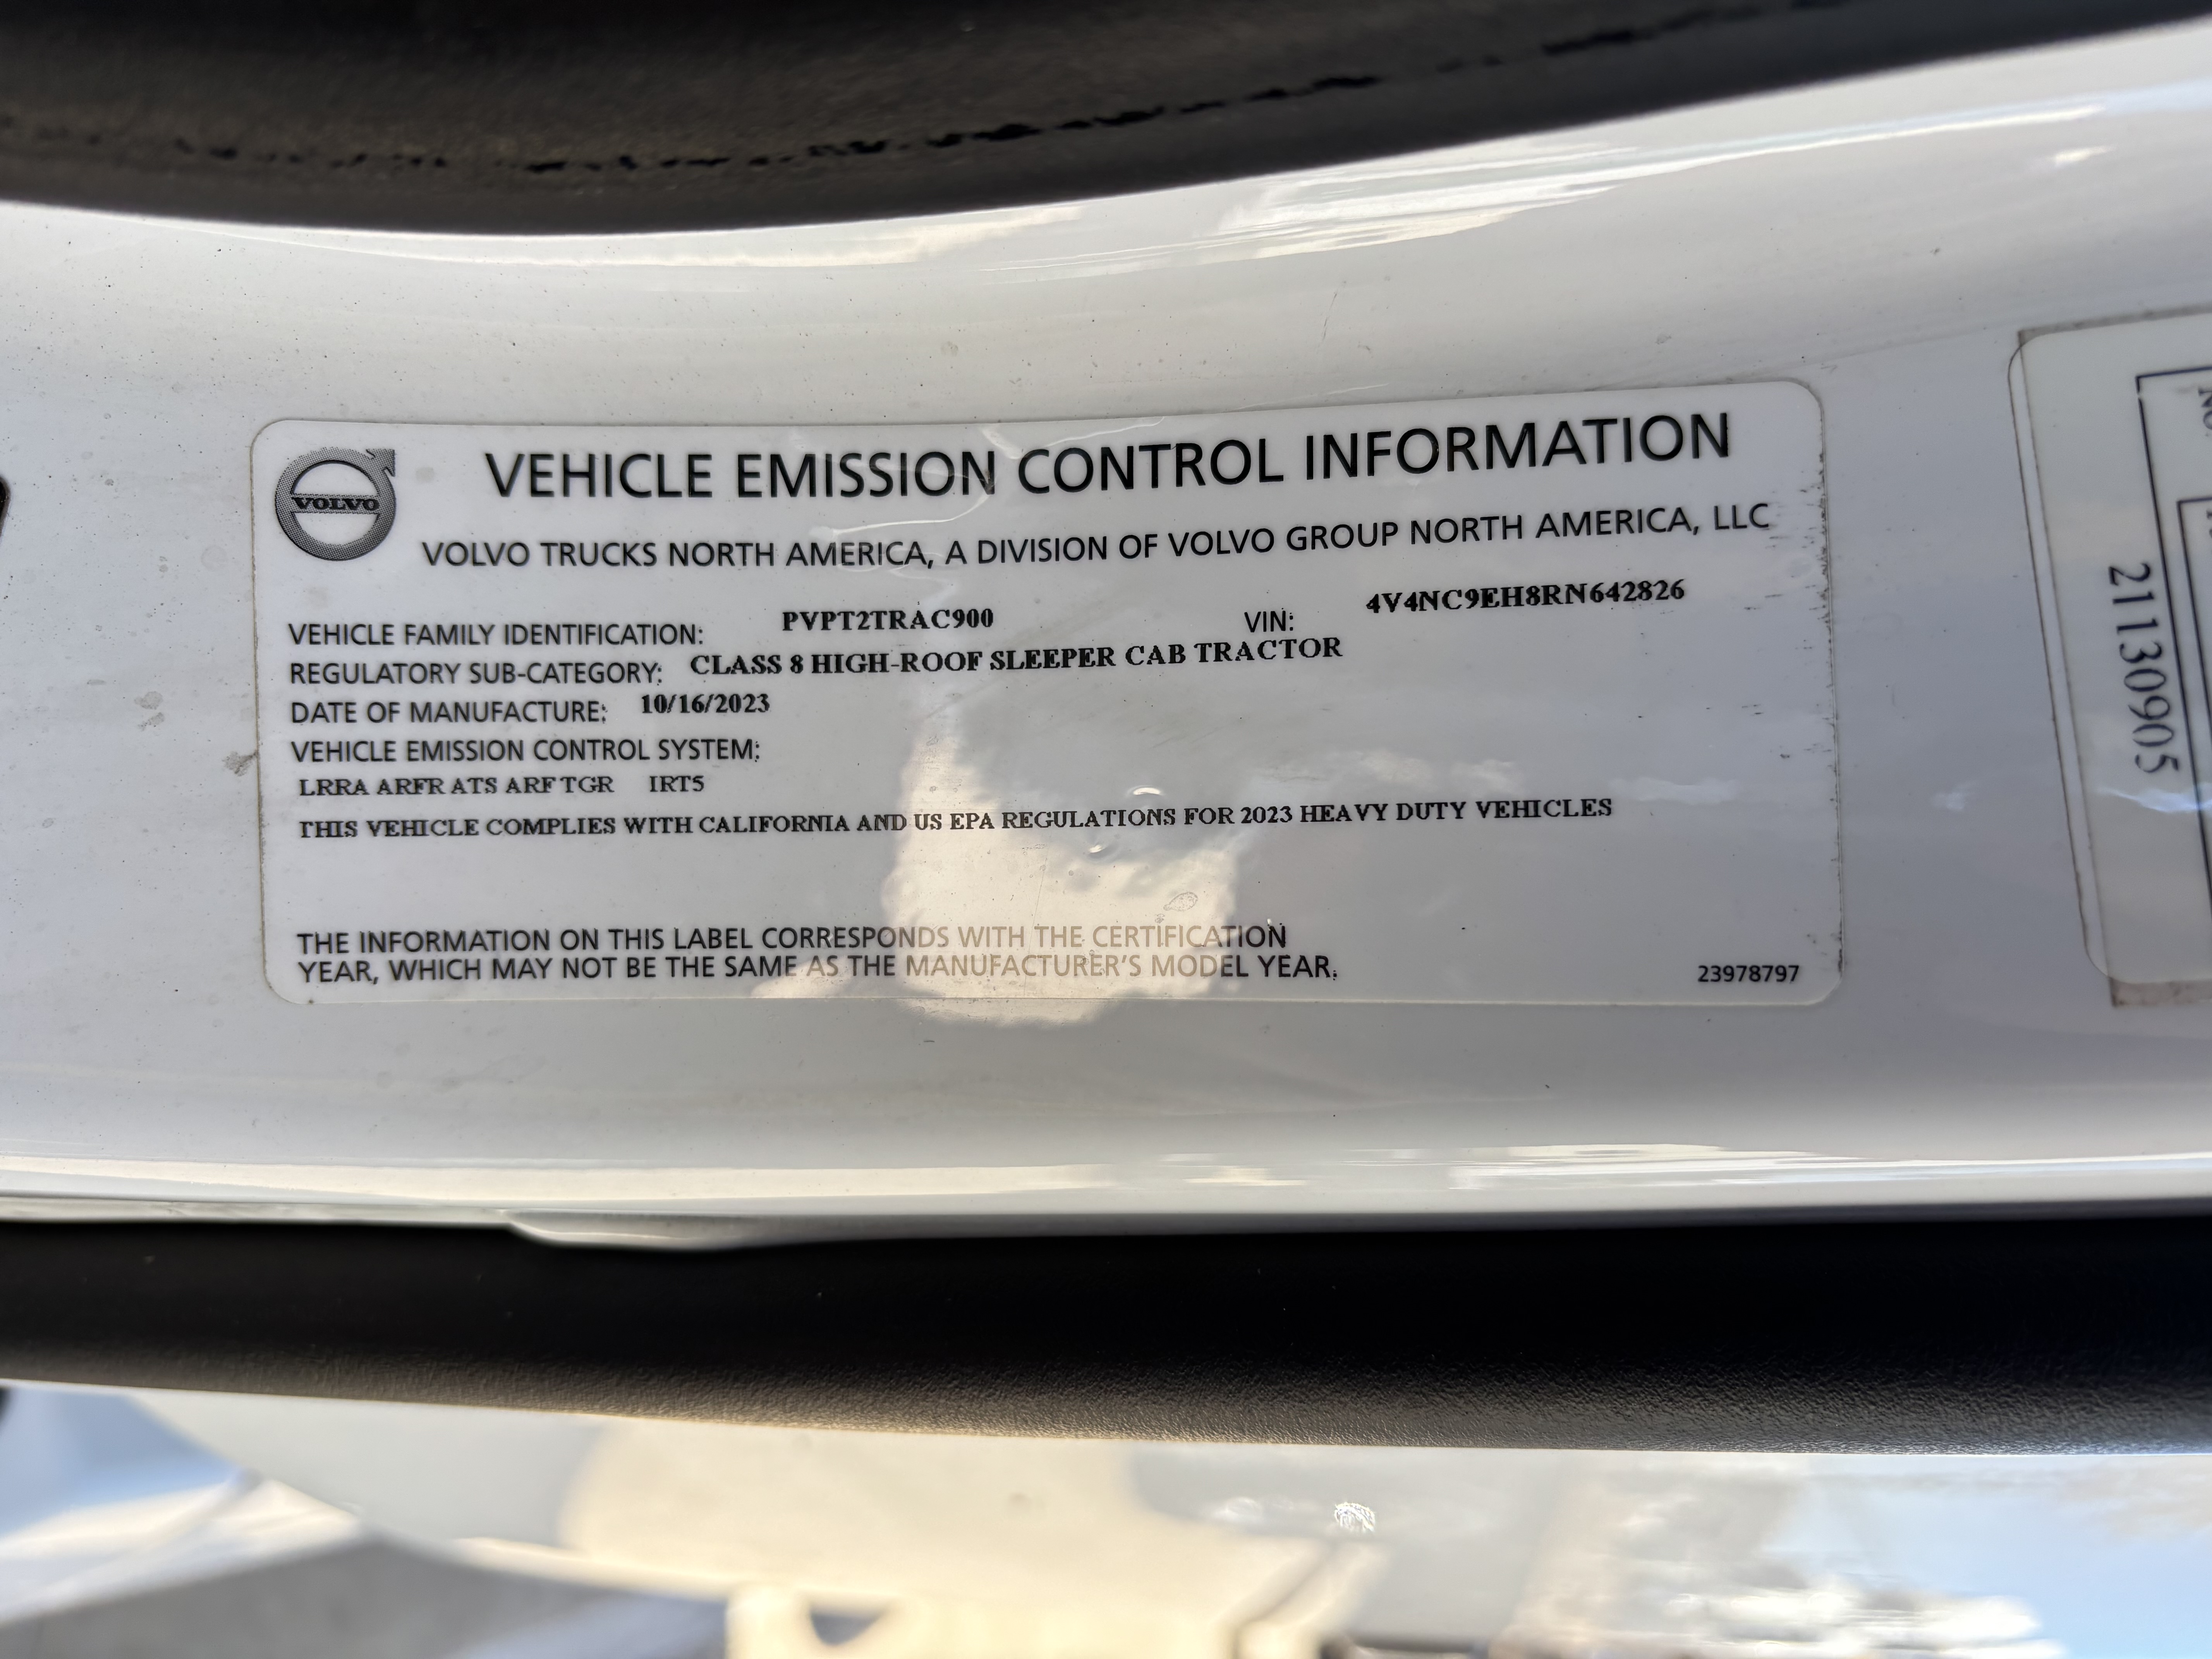 VOLVO
VEHICLE EMISSION CONTROL INFORMATION
VOLVO TRUCKS NORTH AMERICA, A DIVISION OF VOLVO GROUP NORTH AMERICA, LLC
VEHICLE FAMILY IDENTIFICATION: PVPT2TRAC900 VIN: 4V4NC9EH8RN642826
REGULATORY SUB-CATEGORY: CLASS 8 HIGH-ROOF SLEEPER CAB TRACTOR
DATE OF MANUFACTURE: 10/16/2023
VEHICLE EMISSION CONTROL SYSTEM:
LRRA ARFR ATS ARF TGR IRT5
THIS VEHICLE COMPLIES WITH CALIFORNIA AND US EPA REGULATIONS FOR 2023 HEAVY DUTY VEHICLES
THE INFORMATION ON THIS LABEL CORRESPONDS WITH THE CERTIFICATION
YEAR, WHICH MAY NOT BE THE SAME AS THE MANUFACTURER'S MODEL YEAR.
23978797
21130905